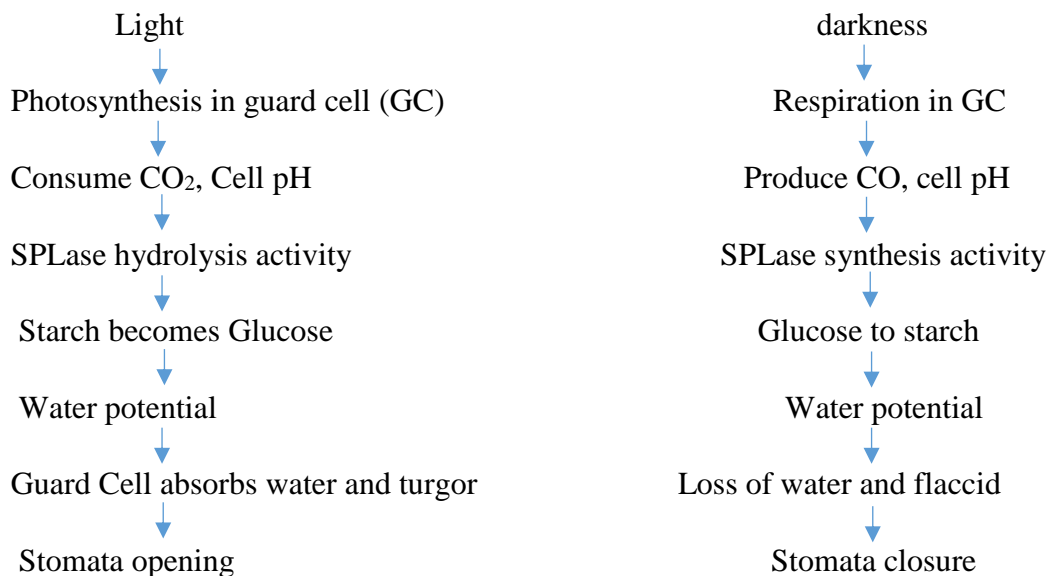 Light
Photosynthesis in guard cell (GC)
Consume CO₂, Cell pH
SPLase hydrolysis activity
Starch becomes Glucose
Water potential
Guard Cell absorbs water and turgor
Stomata opening
darkness
Respiration in GC
Produce CO, cell pH
SPLase synthesis activity
Glucose to starch
Water potential
Loss of water and flaccid
Stomata closure